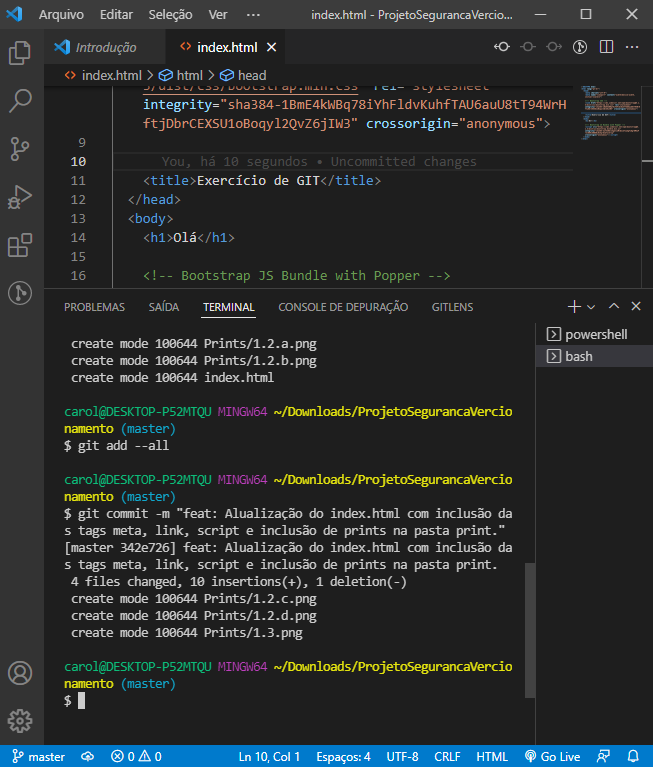 Arquivo Editar Seleção Ver ··· index.html - ProjetoSegurancaVercio...
Introdução index.html
index.html > html > head
5/dist/css/bootstrap.min.css" rel="stylesheet"
integrity="sha384-1BmE4kWBq78iYhFldvKuhfTAU6auU8tT94WrH
ftjDbrCEXSU1oBoqyl2QvZ6jIW3" crossorigin="anonymous">
9
10 You, há 10 segundos • Uncommitted changes
11 <title>Exercício de GIT</title>
12 </head>
13 <body>
14 <h1>Olá</h1>
15
16 <!-- Bootstrap JS Bundle with Popper -->
PROBLEMAS SAÍDA TERMINAL CONSOLE DE DEPURAÇÃO GITLENS
powershell
bash
create mode 100644 Prints/1.2.a.png
create mode 100644 Prints/1.2.b.png
create mode 100644 index.html
carol@DESKTOP-P52MTQU MINGW64 ~/Downloads/ProjetoSegurancaVercio
namento (master)
$ git add --all
carol@DESKTOP-P52MTQU MINGW64 ~/Downloads/ProjetoSegurancaVercio
namento (master)
$ git commit -m "feat: Alualização do index.html com inclusão da
s tags meta, link, script e inclusão de prints na pasta print."
[master 342e726] feat: Alualização do index.html com inclusão da
s tags meta, link, script e inclusão de prints na pasta print.
4 files changed, 10 insertions(+), 1 deletion(-)
create mode 100644 Prints/1.2.c.png
create mode 100644 Prints/1.2.d.png
create mode 100644 Prints/1.3.png
carol@DESKTOP-P52MTQU MINGW64 ~/Downloads/ProjetoSegurancaVercio
namento (master)
$
master 0 0 Ln 10, Col 1 Espaços: 4 UTF-8 CRLF HTML Go Live